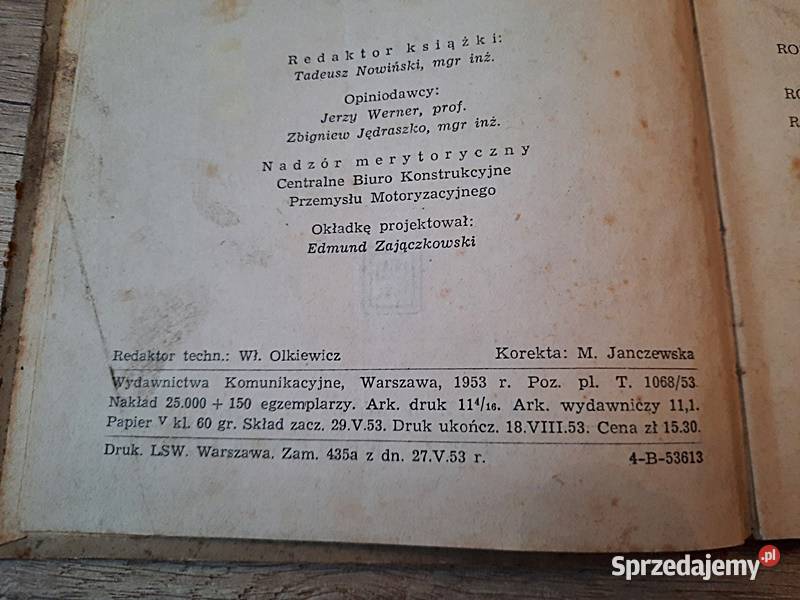 Redaktor książki:
Tadeusz Nowiński, mgr inż.
Opiniodawcy:
Jerzy Werner, prof.
Zbigniew Jędraszko, mgr inż.
Nadzór merytoryczny
Centralne Biuro Konstrukcyjne
Przemysłu Motoryzacyjnego
Okładkę projektował:
Edmund Zajączkowski
Redaktor techn.: Wł. Olkiewicz Korekta: M. Janczewska
Wydawnictwa Komunikacyjne, Warszawa, 1953 r. Poz. pl. T. 1068/53
Nakład 25.000 + 150 egzemplarzy. Ark. druk 11⁴/₁₆. Ark. wydawniczy 11,1.
Papier V kl. 60 gr. Skład zacz. 29.V.53. Druk ukończ. 18.VIII.53. Cena zł 15.30.
Druk. LSW. Warszawa. Zam. 435a z dn. 27.V.53 r. 4-B-53613
Sprzedajemy.pl